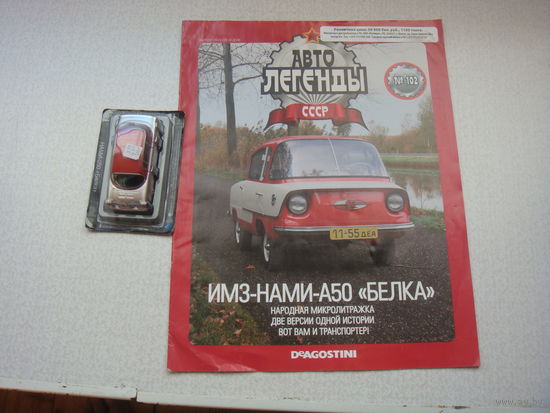 АВТО
ЛЕГЕНДЫ
СССР
№ 102
11-55 ДЕА
ИМЗ-НАМИ-А50 «БЕЛКА»
НАРОДНАЯ МИКРОЛИТРАЖКА
ДВЕ ВЕРСИИ ОДНОЙ ИСТОРИИ
ВОТ ВАМ И ТРАНСПОРТЕР!
DeAGOSTINI